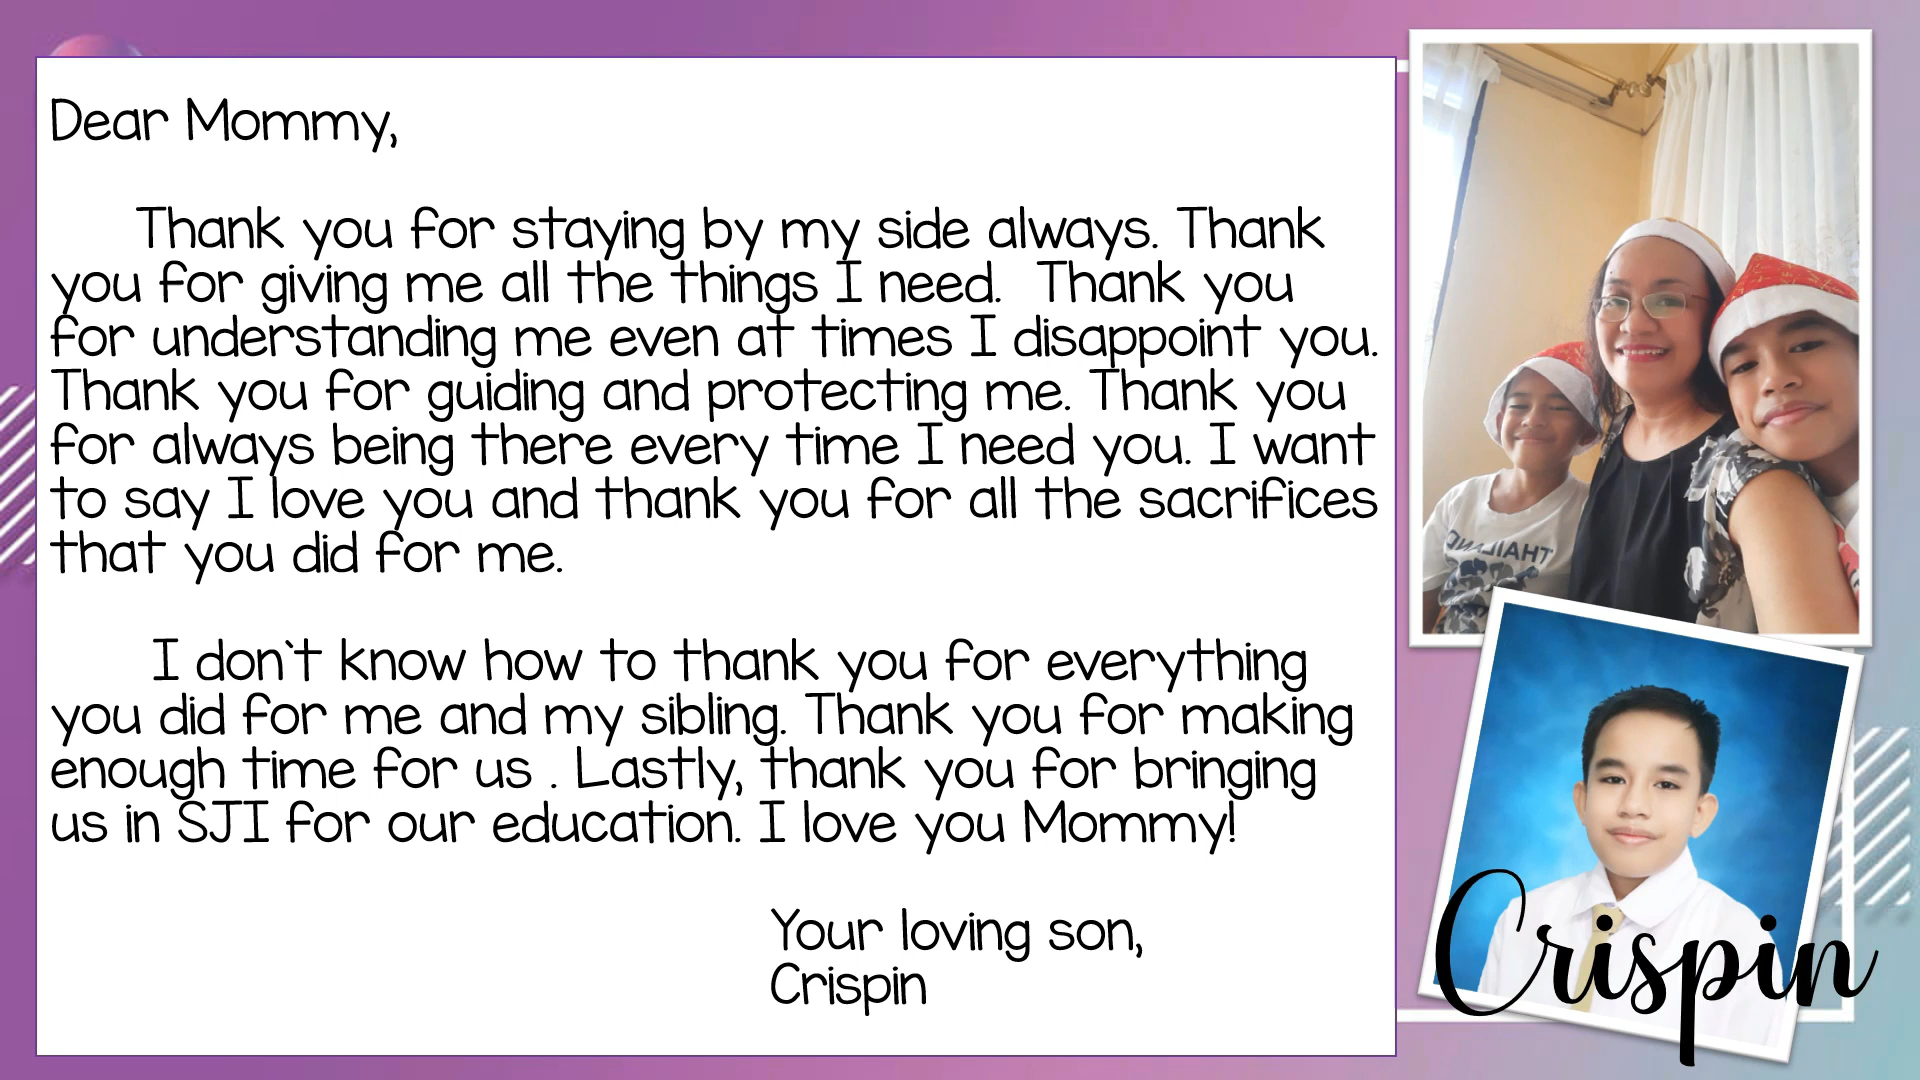 Dear Mommy,
Thank you for staying by my side always. Thank
you for giving me all the things I need. Thank you
for understanding me even at times I disappoint you.
Thank you for guiding and protecting me. Thank you
for always being there every time I need you. I want
to say I love you and thank you for all the sacrifices
that you did for me.
I don`t know how to thank you for everything
you did for me and my sibling. Thank you for making
enough time for us . Lastly, thank you for bringing
us in SJI for our education. I love you Mommy!
Your loving son,
Crispin
THAILAND
Crispin